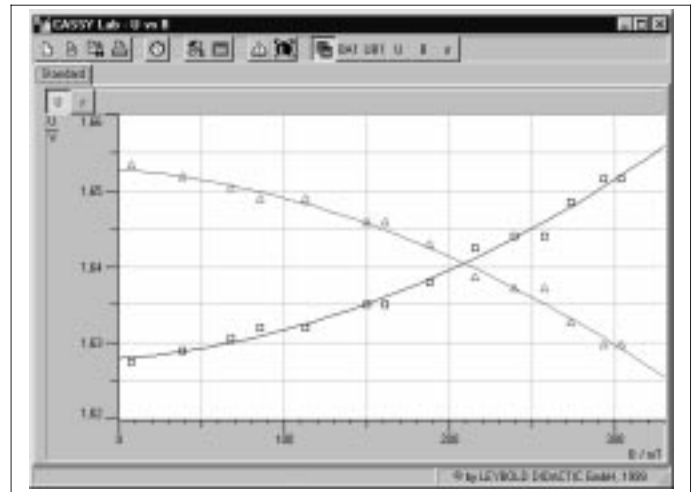 CASSY Lab - U vs B
Standard
U
U
V
1.66
1.65
1.64
1.63
1.62
0
100
200
300
B / mT
© by LEYBOLD DIDACTIC GmbH, 1999